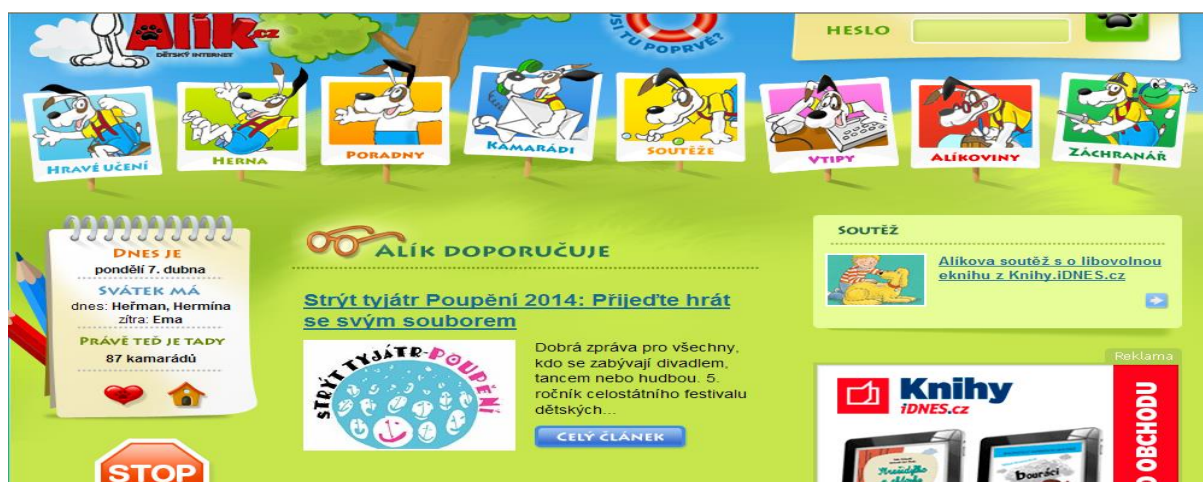 Alík.cz
DĚTSKÝ INTERNET
JSI TU POPRVÉ?
HESLO
HRAVÉ UČENÍ
HERNA
PORADNY
KAMARÁDI
SOUTĚŽE
VTIPY
ALÍKOVINY
ZÁCHRANÁŘ
DNES JE
pondělí 7. dubna
SVÁTEK MÁ
dnes: Heřman, Hermína
zítra: Ema
PRÁVĚ TEĎ JE TADY
87 kamarádů
STOP
ALÍK DOPORUČUJE
Strýt tyjátr Poupění 2014: Přijeďte hrát
se svým souborem
STRÝT TYJÁTR-POUPĚNÍ
Dobrá zpráva pro všechny,
kdo se zabývají divadlem,
tancem nebo hudbou. 5.
ročník celostátního festivalu
dětských...
CELÝ ČLÁNEK
SOUTĚŽ
Alíkova soutěž s o libovolnou
eknihu z Knihy.iDNES.cz
Reklama
Knihy
iDNES.cz
O OBCHODU
bouráci